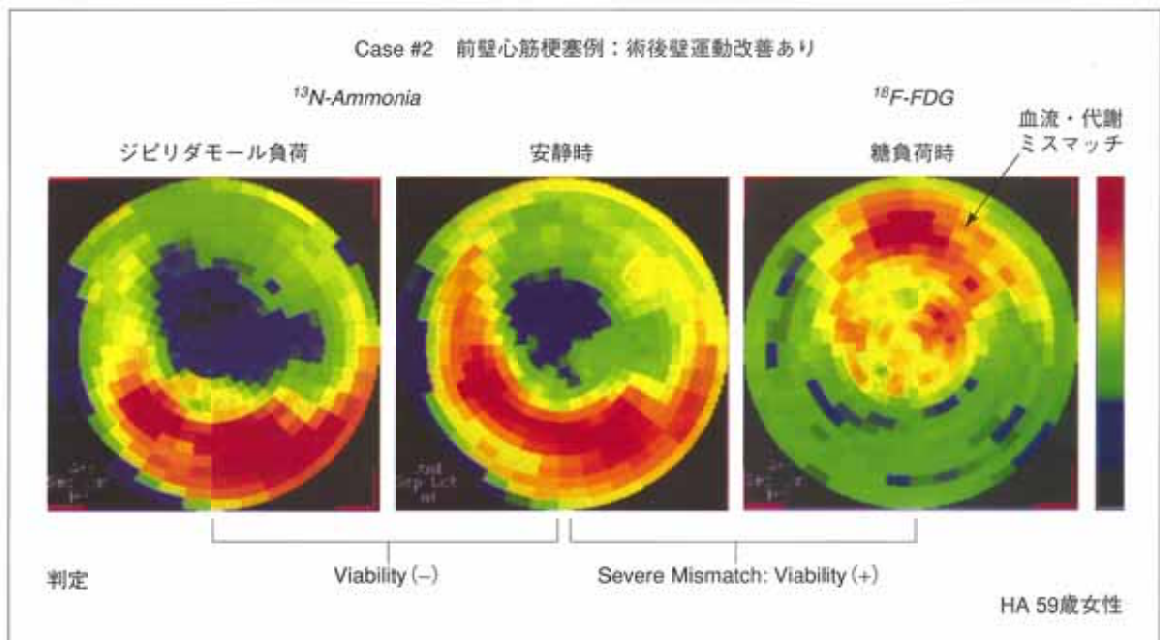 Case #2　前壁心筋梗塞例：術後壁運動改善あり
¹³N-Ammonia
¹⁸F-FDG
血流・代謝
ミスマッチ
ジピリダモール負荷
安静時
糖負荷時
判定
Viability (−)
Severe Mismatch: Viability (+)
HA 59歳女性